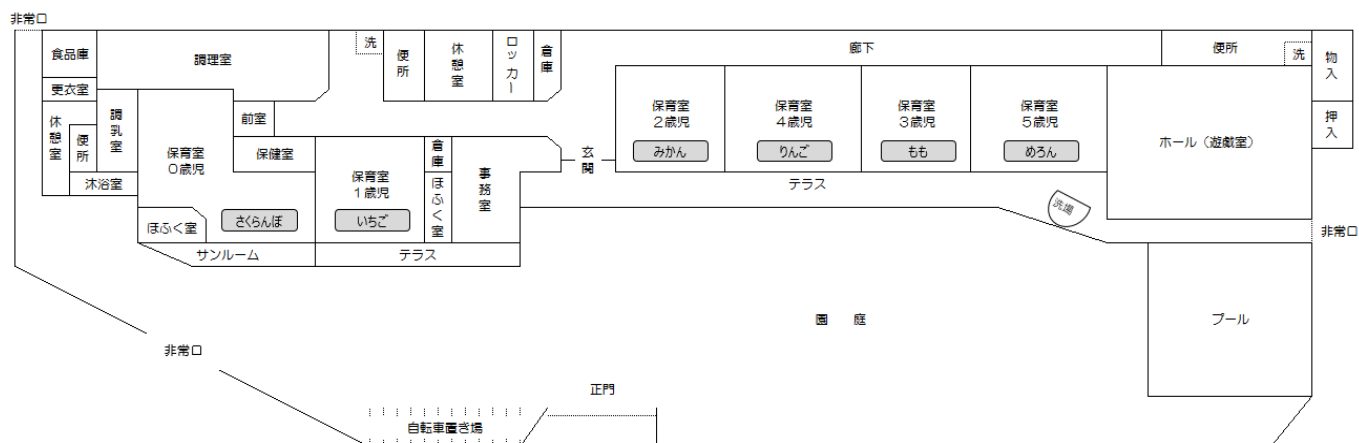 非常口
食品庫
調理室
洗
便所
休憩室
ロッカー
倉庫
廊下
便所
洗
物入
更衣室
休憩室
便所
調乳室
保育室
0歳児
前室
保健室
沐浴室
ほふく室
さくらんぼ
サンルーム
保育室
1歳児
いちご
倉庫
ほふく室
事務室
テラス
玄関
保育室
2歳児
みかん
保育室
4歳児
りんご
保育室
3歳児
もも
保育室
5歳児
めろん
テラス
洗場
ホール(遊戯室)
押入
非常口
園 庭
プール
非常口
正門
自転車置き場